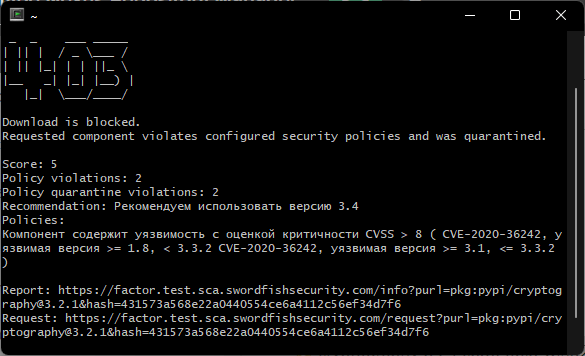 ~
403
Download is blocked.
Requested component violates configured security policies and was quarantined.
Score: 5
Policy violations: 2
Policy quarantine violations: 2
Recommendation: Рекомендуем использовать версию 3.4
Policies:
Компонент содержит уязвимость с оценкой критичности CVSS > 8 ( CVE-2020-36242, у
язвимая версия >= 1.8, < 3.3.2 CVE-2020-36242, уязвимая версия >= 3.1, <= 3.3.2
)
Report: https://factor.test.sca.swordfishsecurity.com/info?purl=pkg:pypi/cryptog
raphy@3.2.1&hash=431573a568e22a0440554ce6a4112c56ef34d7f6
Request: https://factor.test.sca.swordfishsecurity.com/request?purl=pkg:pypi/cry
ptography@3.2.1&hash=431573a568e22a0440554ce6a4112c56ef34d7f6